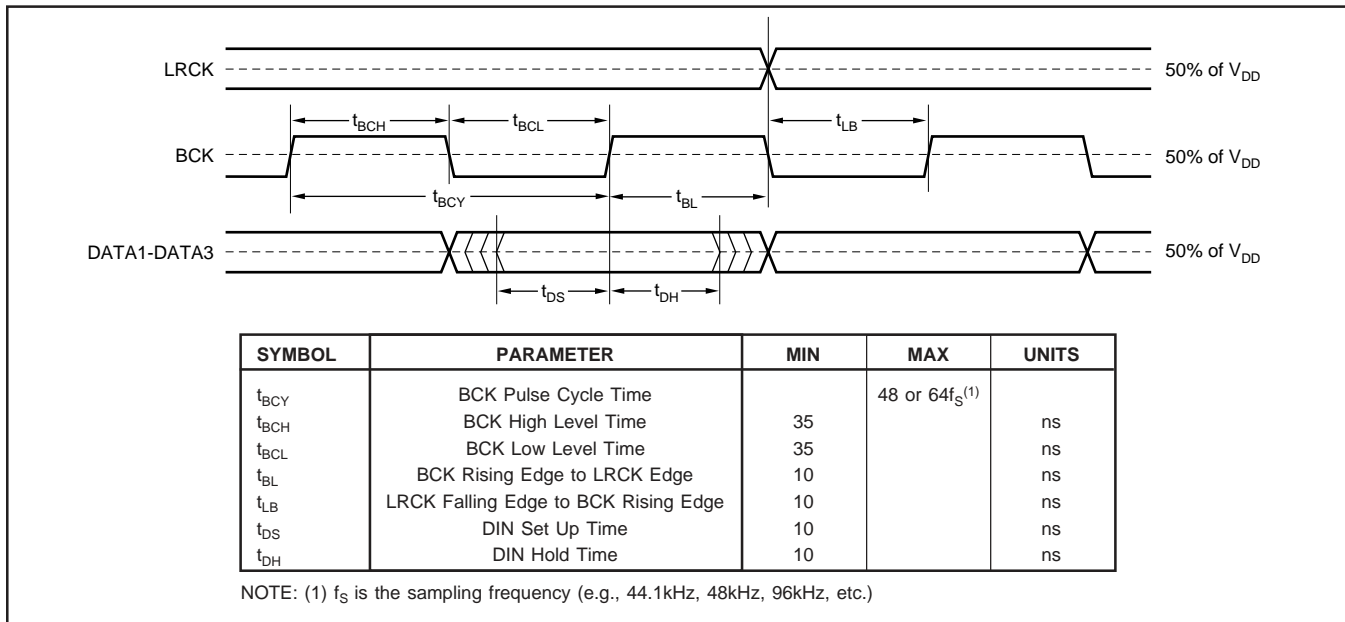 LRCK
50% of VDD
tBCH
tBCL
tLB
BCK
50% of VDD
tBCY
tBL
DATA1-DATA3
50% of VDD
tDS
tDH
SYMBOL PARAMETER MIN MAX UNITS
tBCY BCK Pulse Cycle Time 48 or 64fS(1)
tBCH BCK High Level Time 35 ns
tBCL BCK Low Level Time 35 ns
tBL BCK Rising Edge to LRCK Edge 10 ns
tLB LRCK Falling Edge to BCK Rising Edge 10 ns
tDS DIN Set Up Time 10 ns
tDH DIN Hold Time 10 ns
NOTE: (1) fS is the sampling frequency (e.g., 44.1kHz, 48kHz, 96kHz, etc.)